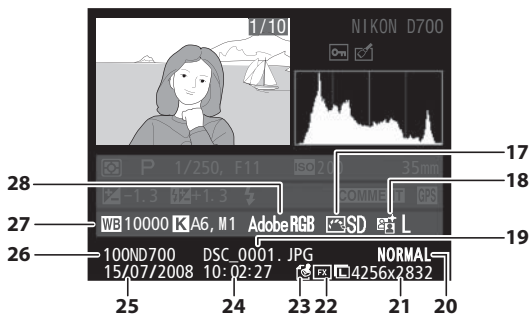 1/10 NIKON D700
P 1/250, F11 ISO 200 35mm
-1.3 +1.3 COMMENT GPS
WB 10000 K A6, M1 Adobe RGB SD L
100ND700 DSC_0001.JPG NORMAL
15/07/2008 10:02:27 FX L 4256x2832
17
18
19
20
21
22
23
24
25
26
27
28